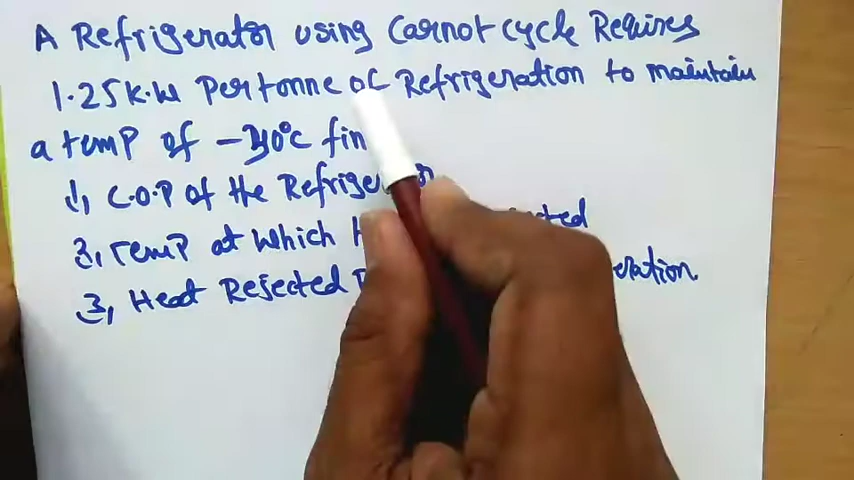 A Refrigerator using Carnot cycle Requires
1.25 K.W Per tonne of Refrigeration to maintain
a temp of -30°c fin
1, C.O.P of the Refrige
2, Temp at which
3, Heat Rejected